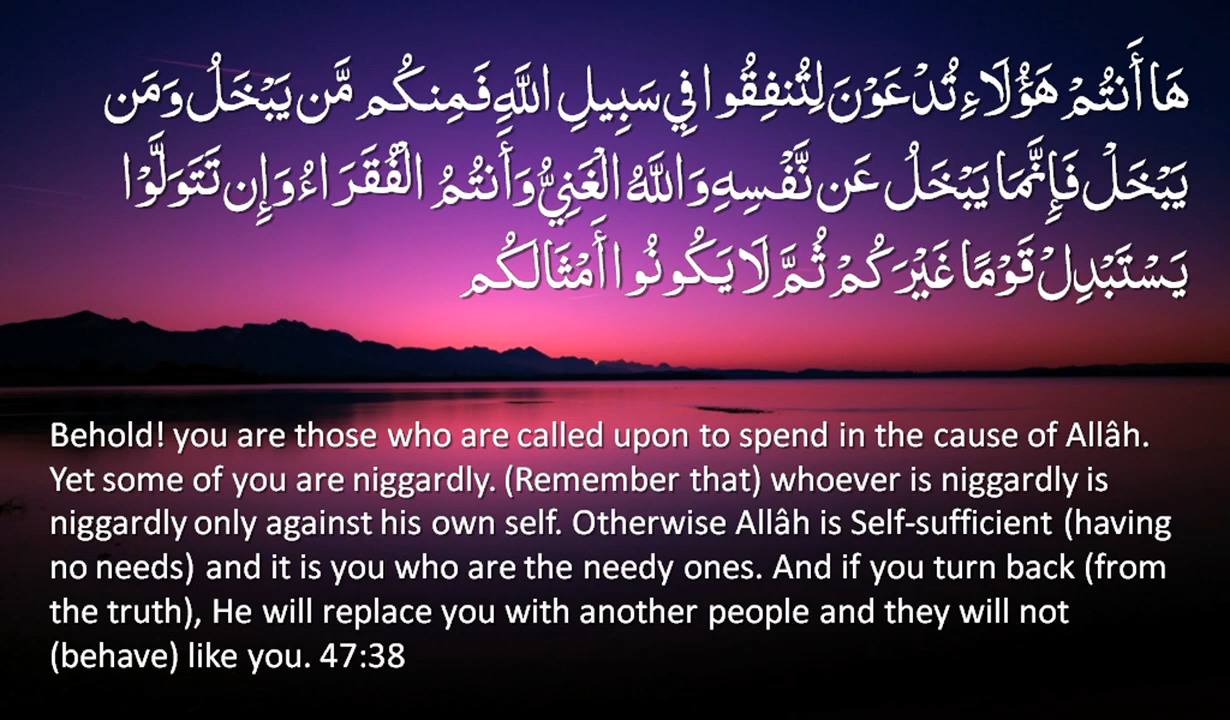 هَا أَنتُمْ هَؤُلَاءِ تُدْعَوْنَ لِتُنفِقُوا فِي سَبِيلِ اللَّهِ فَمِنكُم مَّن يَبْخَلُ وَمَن
يَبْخَلْ فَإِنَّمَا يَبْخَلُ عَن نَّفْسِهِ وَاللَّهُ الْغَنِيُّ وَأَنتُمُ الْفُقَرَاءُ وَإِن تَتَوَلَّوْا
يَسْتَبْدِلْ قَوْمًا غَيْرَكُمْ ثُمَّ لَا يَكُونُوا أَمْثَالَكُم
Behold! you are those who are called upon to spend in the cause of Allâh.
Yet some of you are niggardly. (Remember that) whoever is niggardly is
niggardly only against his own self. Otherwise Allâh is Self-sufficient (having
no needs) and it is you who are the needy ones. And if you turn back (from
the truth), He will replace you with another people and they will not
(behave) like you. 47:38